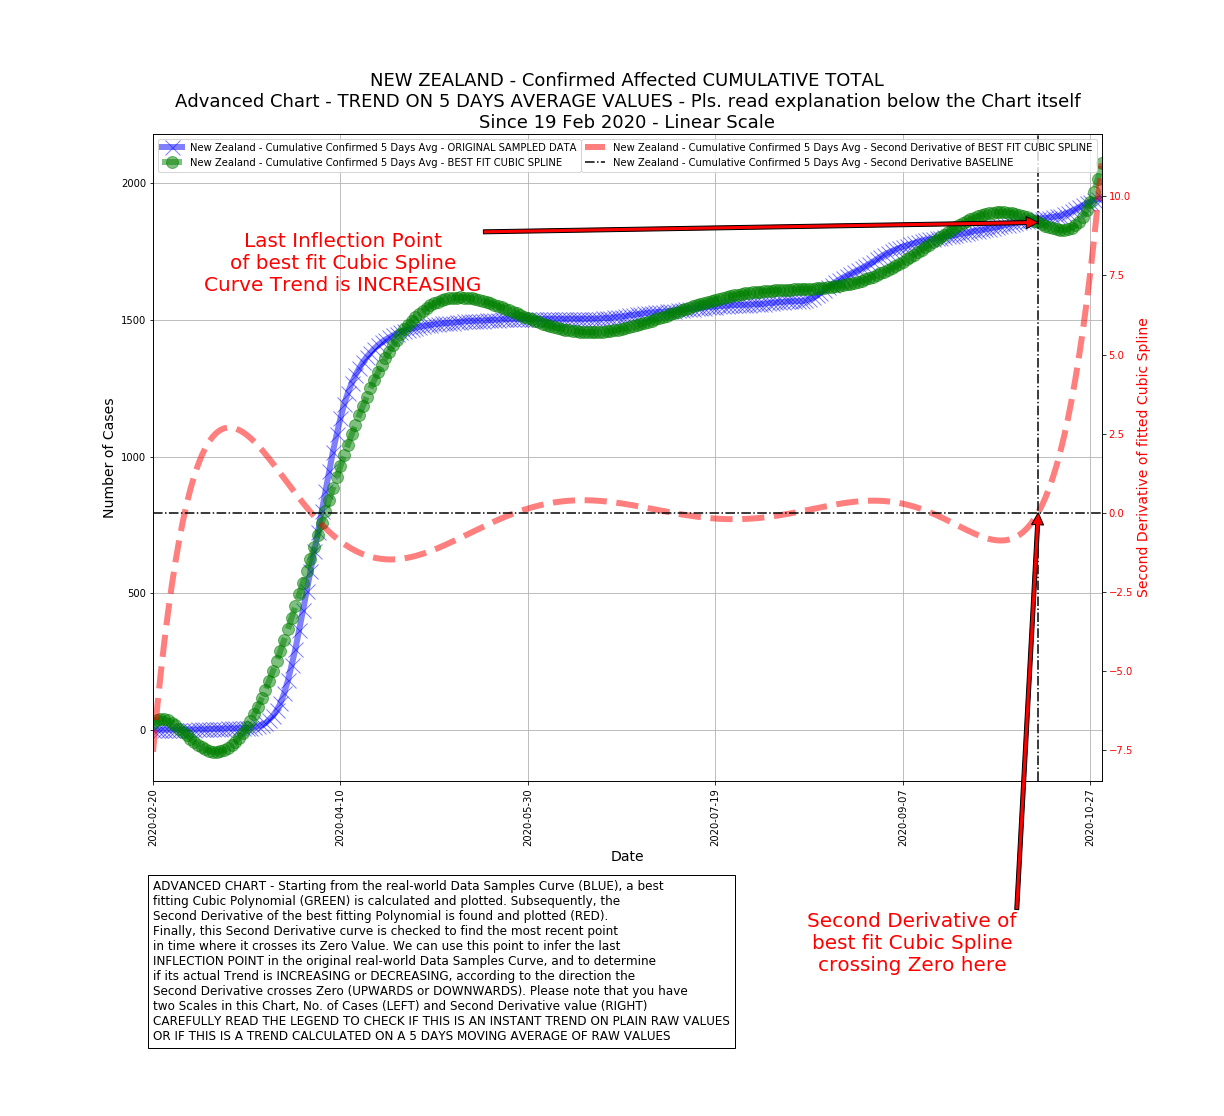 NEW ZEALAND - Confirmed Affected CUMULATIVE TOTAL
Advanced Chart - TREND ON 5 DAYS AVERAGE VALUES - Pls. read explanation below the Chart itself
Since 19 Feb 2020 - Linear Scale
New Zealand - Cumulative Confirmed 5 Days Avg - ORIGINAL SAMPLED DATA
New Zealand - Cumulative Confirmed 5 Days Avg - BEST FIT CUBIC SPLINE
New Zealand - Cumulative Confirmed 5 Days Avg - Second Derivative of BEST FIT CUBIC SPLINE
New Zealand - Cumulative Confirmed 5 Days Avg - Second Derivative BASELINE
Last Inflection Point
of best fit Cubic Spline
Curve Trend is INCREASING
Number of Cases
2000
1500
1000
500
0
10.0
7.5
5.0
2.5
0.0
−2.5
−5.0
−7.5
Second Derivative of fitted Cubic Spline
2020-02-20
2020-04-10
2020-05-30
2020-07-19
2020-09-07
2020-10-27
Date
ADVANCED CHART - Starting from the real-world Data Samples Curve (BLUE), a best
fitting Cubic Polynomial (GREEN) is calculated and plotted. Subsequently, the
Second Derivative of the best fitting Polynomial is found and plotted (RED).
Finally, this Second Derivative curve is checked to find the most recent point
in time where it crosses its Zero Value. We can use this point to infer the last
INFLECTION POINT in the original real-world Data Samples Curve, and to determine
if its actual Trend is INCREASING or DECREASING, according to the direction the
Second Derivative crosses Zero (UPWARDS or DOWNWARDS). Please note that you have
two Scales in this Chart, No. of Cases (LEFT) and Second Derivative value (RIGHT)
CAREFULLY READ THE LEGEND TO CHECK IF THIS IS AN INSTANT TREND ON PLAIN RAW VALUES
OR IF THIS IS A TREND CALCULATED ON A 5 DAYS MOVING AVERAGE OF RAW VALUES
Second Derivative of
best fit Cubic Spline
crossing Zero here